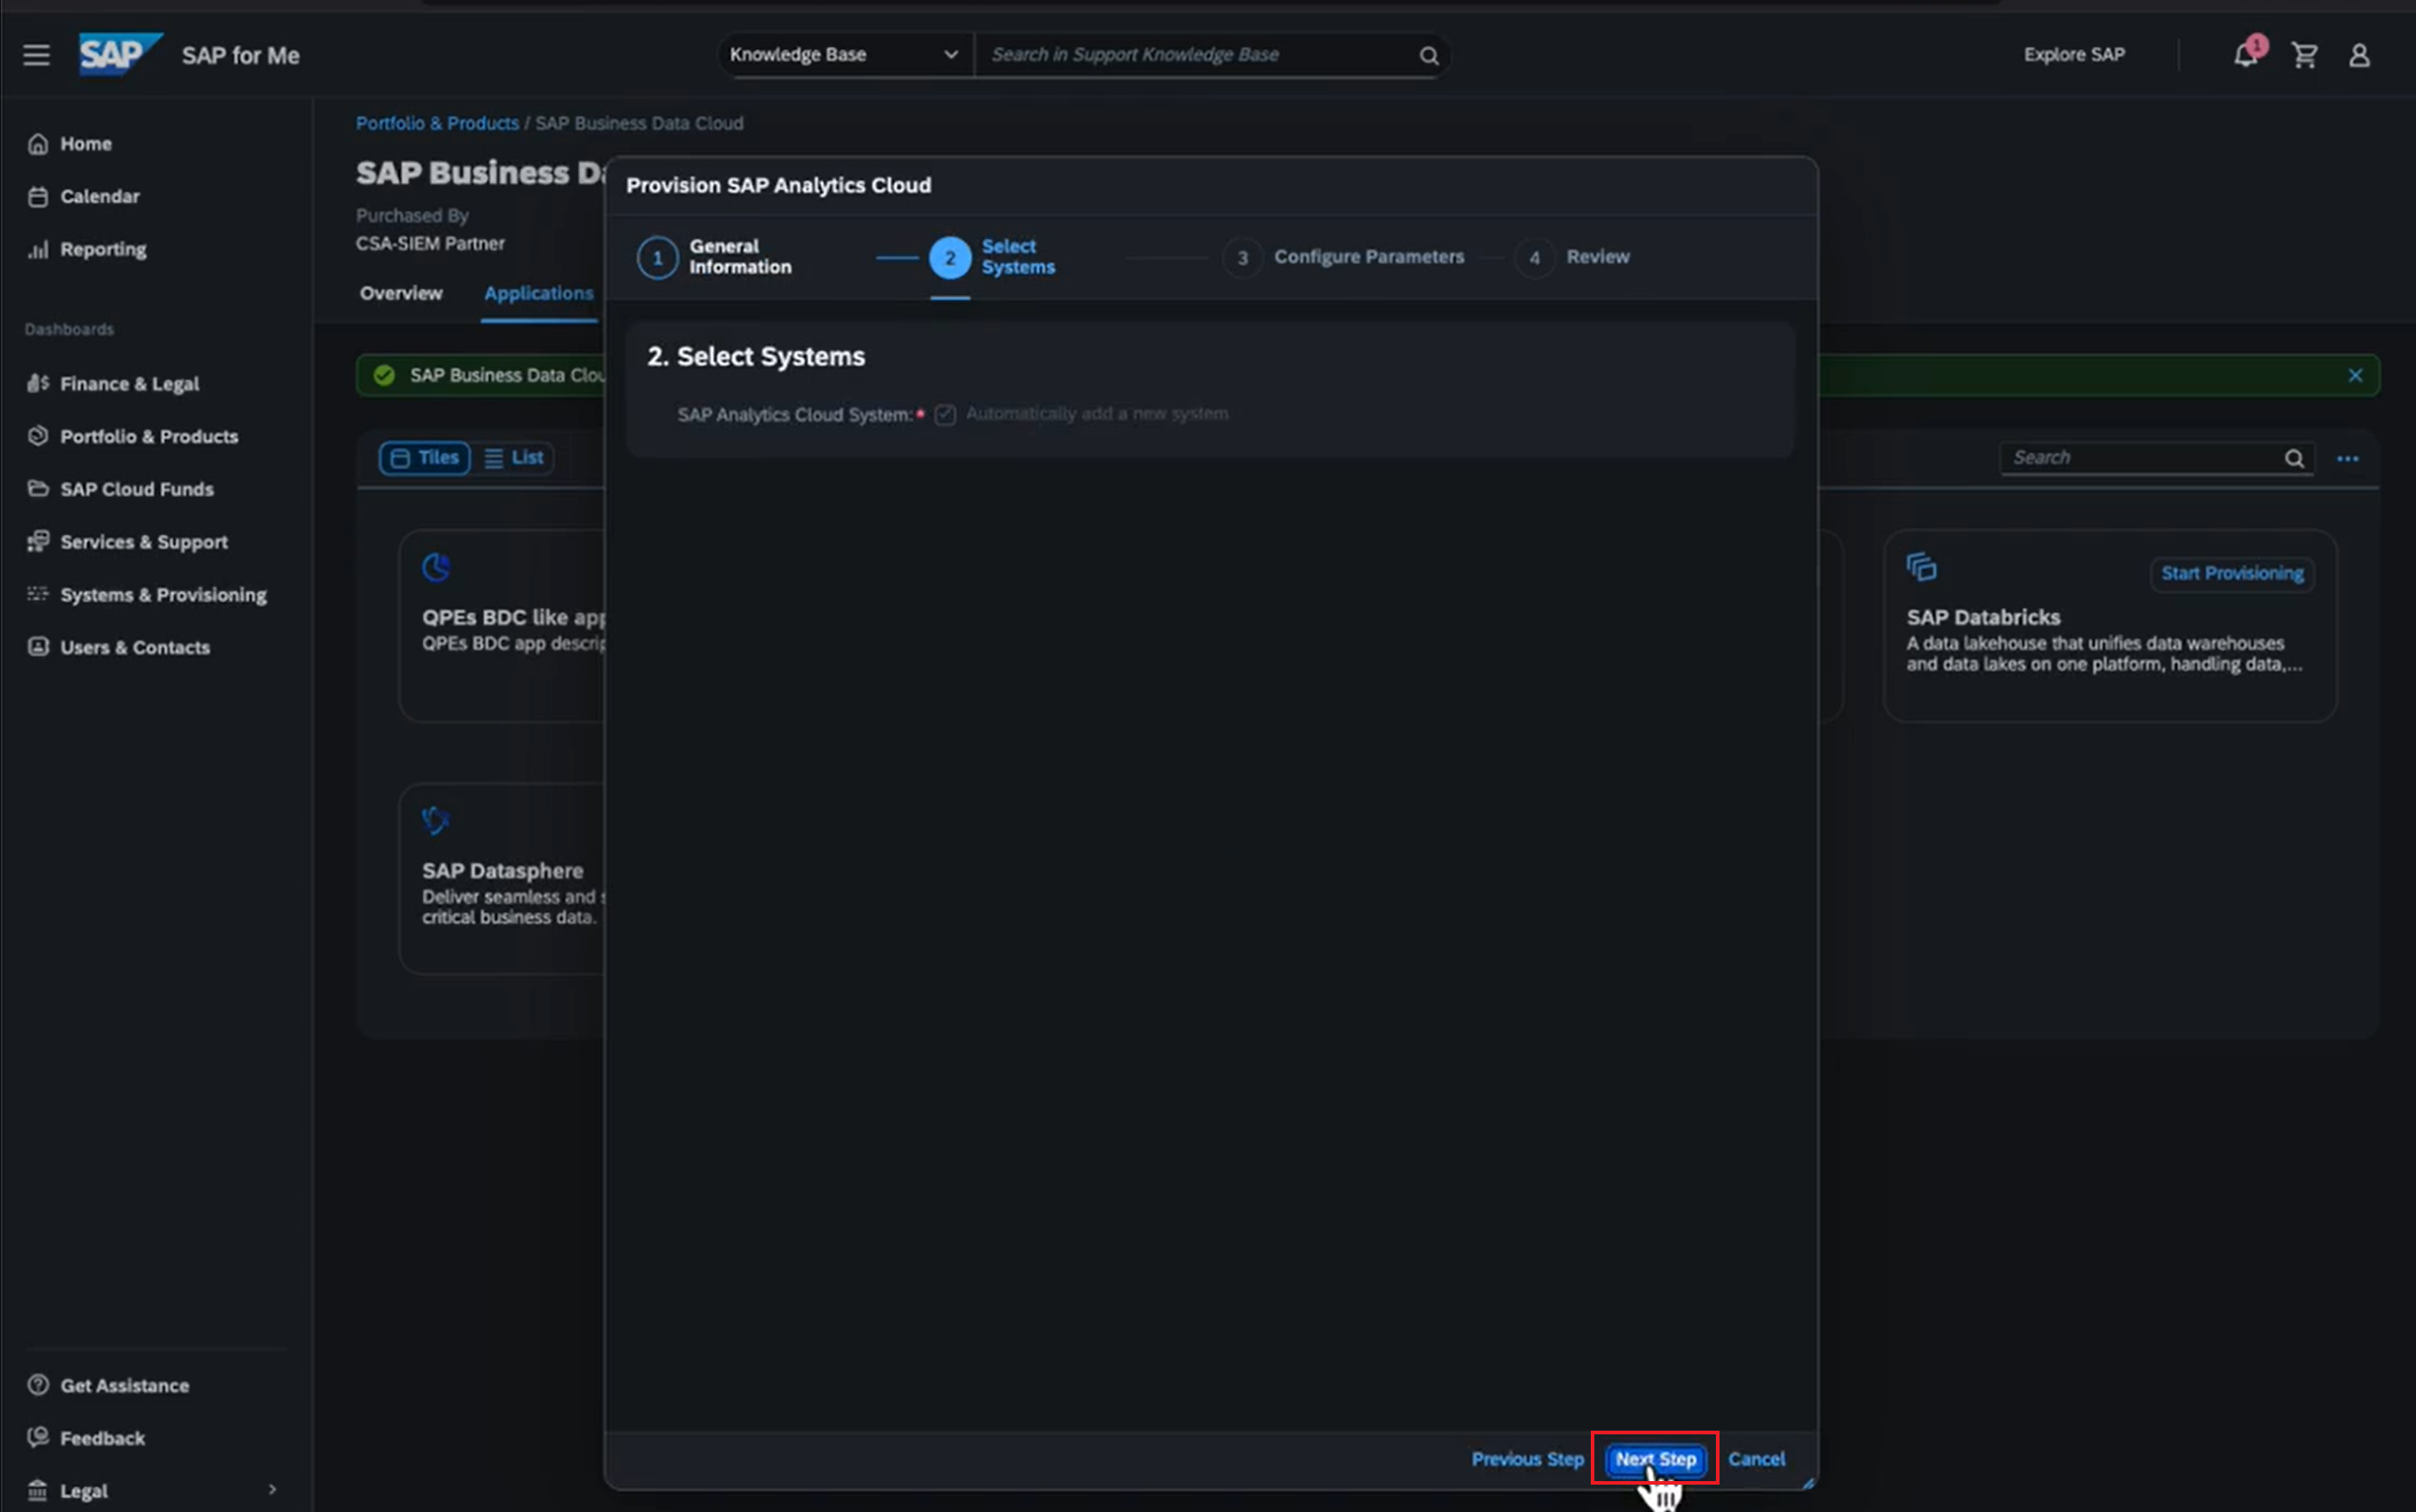 SAP
SAP for Me
Knowledge Base
Search in Support Knowledge Base
Explore SAP
1
Home
Calendar
Reporting
Dashboards
Finance & Legal
Portfolio & Products
SAP Cloud Funds
Services & Support
Systems & Provisioning
Users & Contacts
Get Assistance
Feedback
Legal
Portfolio & Products / SAP Business Data Cloud
SAP Business Da
Purchased By
CSA-SIEM Partner
Overview
Applications
SAP Business Data Clou
Tiles
List
Search
QPEs BDC like app
QPEs BDC app descrip
SAP Databricks
Start Provisioning
A data lakehouse that unifies data warehouses
and data lakes on one platform, handling data,...
SAP Datasphere
Deliver seamless and s
critical business data.
Provision SAP Analytics Cloud
1 General
Information
2 Select
Systems
3 Configure Parameters
4 Review
2. Select Systems
SAP Analytics Cloud System:* Automatically add a new system
Previous Step
Next Step
Cancel